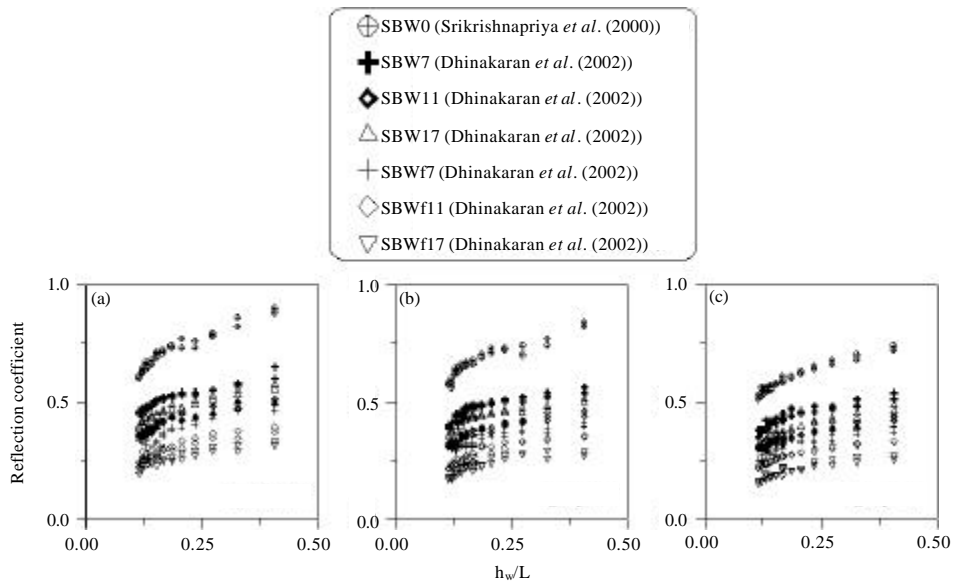 SBW0 (Srikrishnapriya et al. (2000))
SBW7 (Dhinakaran et al. (2002))
SBW11 (Dhinakaran et al. (2002))
SBW17 (Dhinakaran et al. (2002))
SBWf7 (Dhinakaran et al. (2002))
SBWf11 (Dhinakaran et al. (2002))
SBWf17 (Dhinakaran et al. (2002))
Reflection coefficient
1.0
0.5
0.0
(a)
0.00 0.25 0.50
1.0
0.5
0.0
(b)
0.00 0.25 0.50
1.0
0.5
0.0
(c)
0.00 0.25 0.50
hw/L